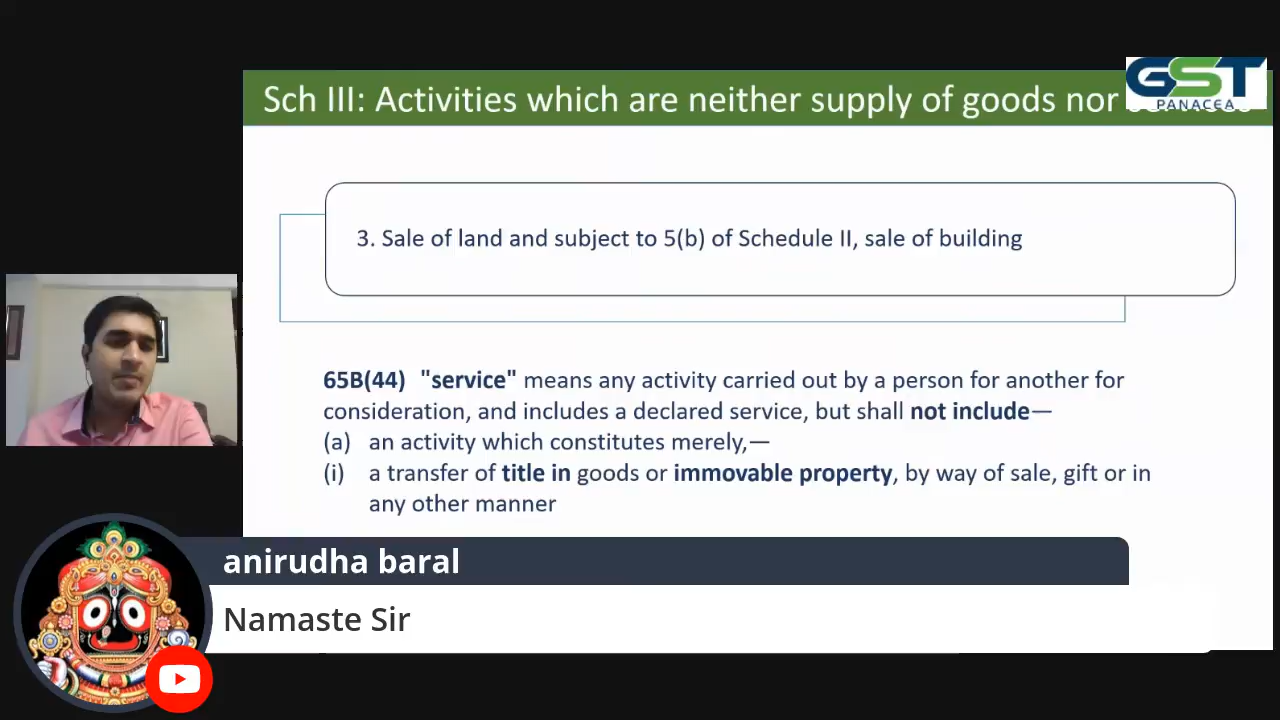 Sch III: Activities which are neither supply of goods nor
GST
PANACEA
3. Sale of land and subject to 5(b) of Schedule II, sale of building
65B(44) "service" means any activity carried out by a person for another for
consideration, and includes a declared service, but shall not include—
(a) an activity which constitutes merely,—
(i) a transfer of title in goods or immovable property, by way of sale, gift or in
any other manner
anirudha baral
Namaste Sir